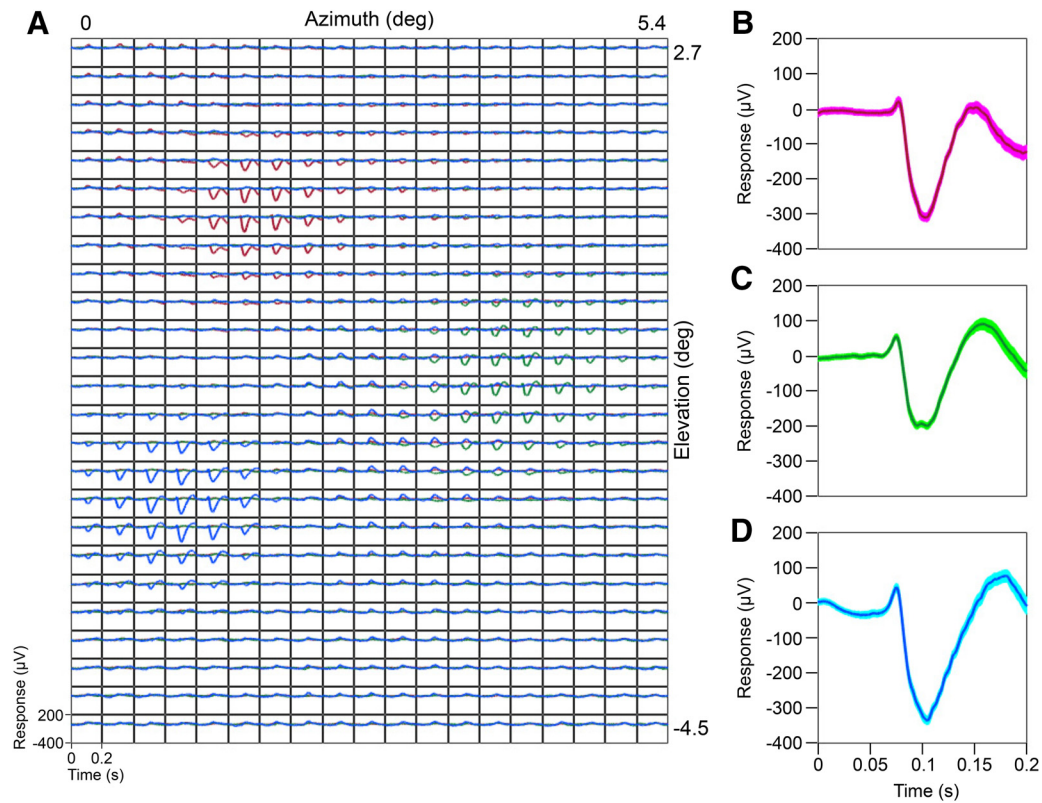 A
0
Azimuth (deg)
5.4
2.7
Elevation (deg)
-4.5
Response (µV)
200
-400
0 0.2
Time (s)
B
Response (µV)
200
100
0
-100
-200
-300
-400
C
Response (µV)
200
100
0
-100
-200
-300
-400
D
Response (µV)
200
100
0
-100
-200
-300
-400
0 0.05 0.1 0.15 0.2
Time (s)